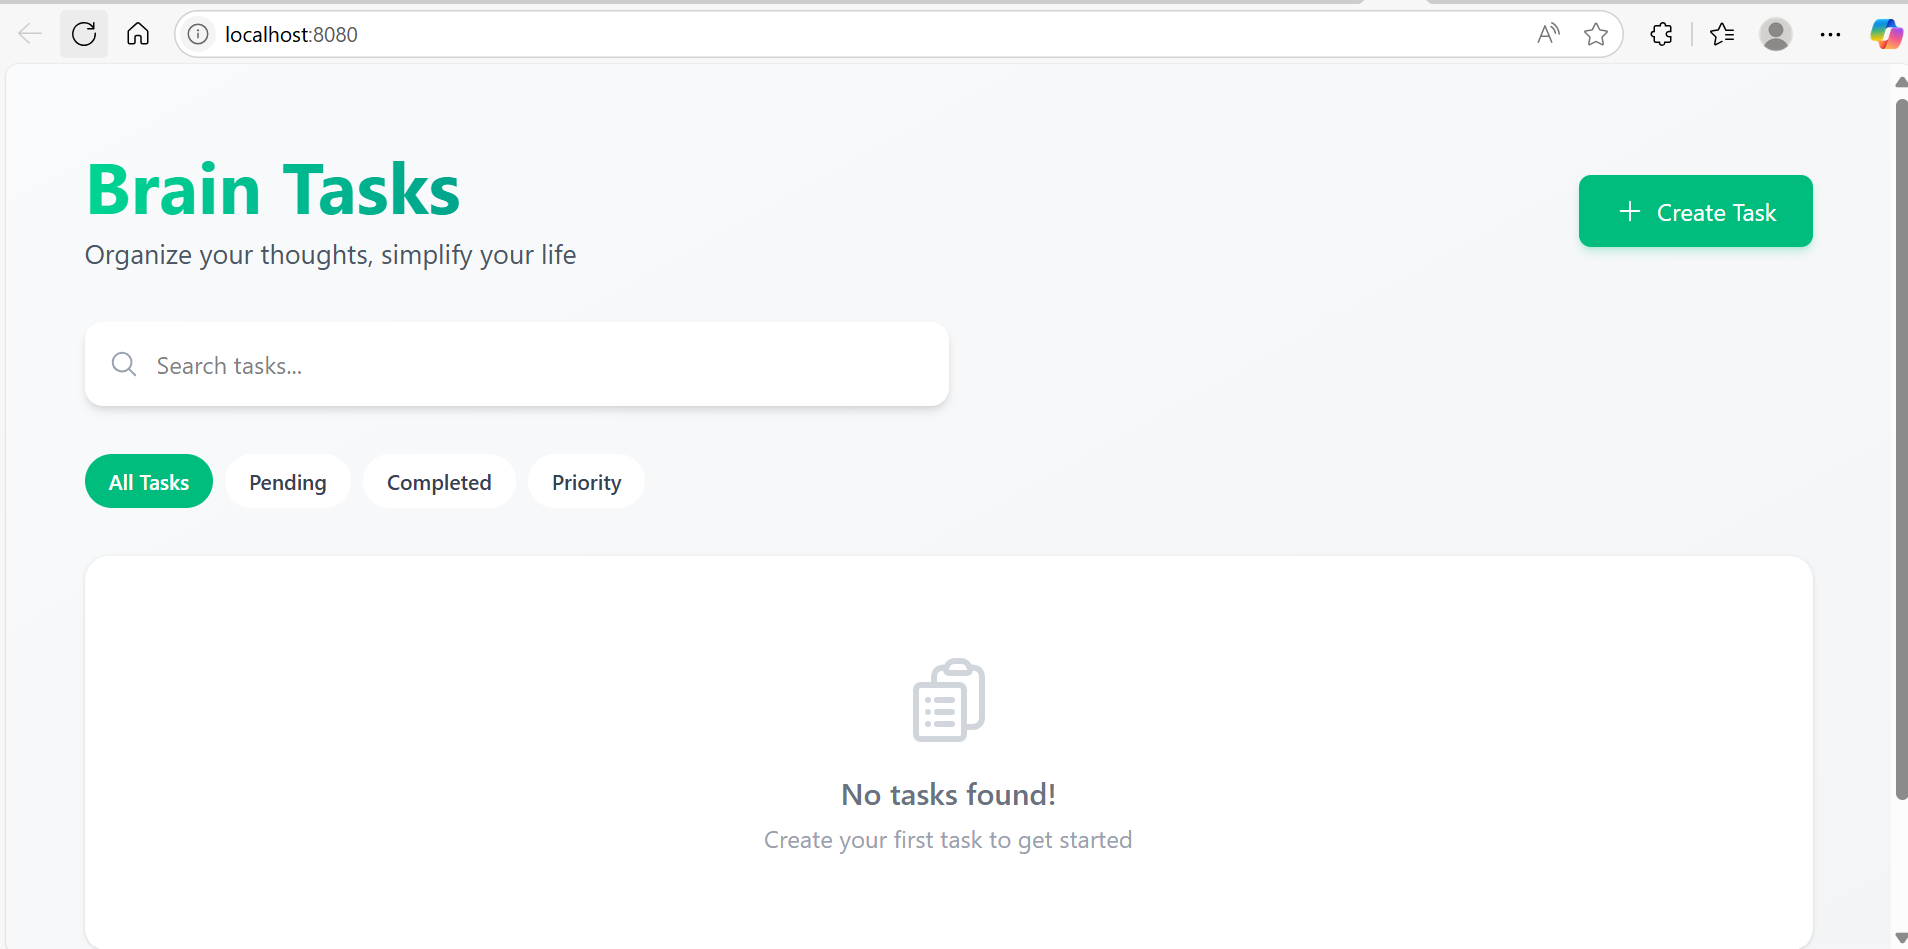 localhost:8080
Brain Tasks
Organize your thoughts, simplify your life
+ Create Task
Search tasks...
All Tasks
Pending
Completed
Priority
No tasks found!
Create your first task to get started